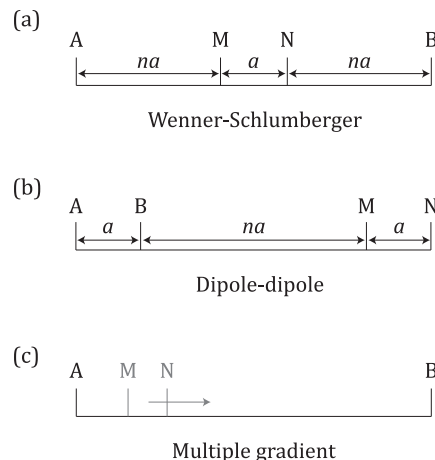 (a)
A M N B
na a na
Wenner-Schlumberger
(b)
A B M N
a na a
Dipole-dipole
(c)
A M N B
Multiple gradient